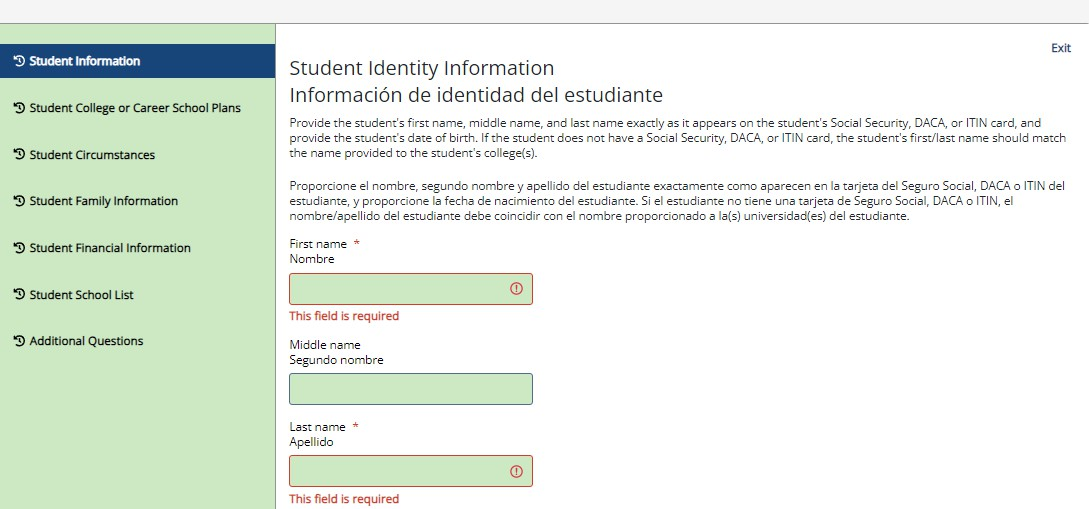 Student Information
Student College or Career School Plans
Student Circumstances
Student Family Information
Student Financial Information
Student School List
Additional Questions
Exit
Student Identity Information
Información de identidad del estudiante
Provide the student's first name, middle name, and last name exactly as it appears on the student's Social Security, DACA, or ITIN card, and
provide the student's date of birth. If the student does not have a Social Security, DACA, or ITIN card, the student's first/last name should match
the name provided to the student's college(s).
Proporcione el nombre, segundo nombre y apellido del estudiante exactamente como aparecen en la tarjeta del Seguro Social, DACA o ITIN del
estudiante, y proporcione la fecha de nacimiento del estudiante. Si el estudiante no tiene una tarjeta de Seguro Social, DACA o ITIN, el
nombre/apellido del estudiante debe coincidir con el nombre proporcionado a la(s) universidad(es) del estudiante.
First name *
Nombre
This field is required
Middle name
Segundo nombre
Last name *
Apellido
This field is required